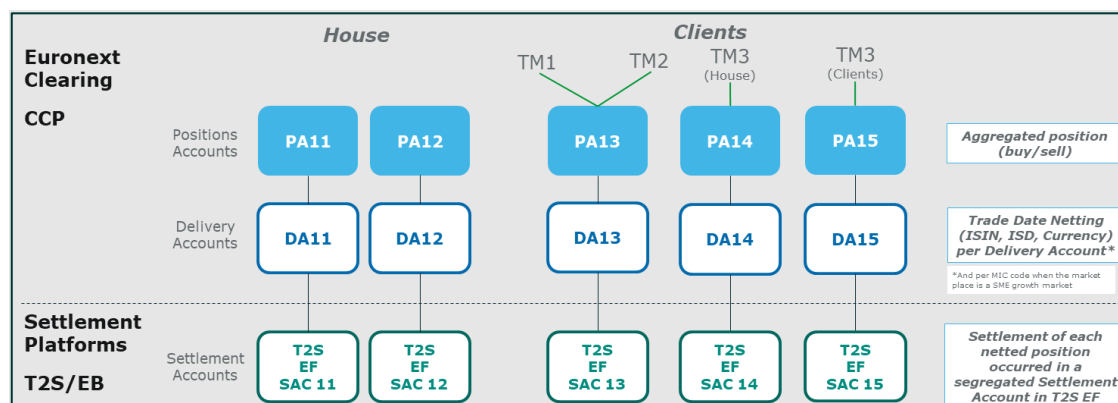 House
Clients
Euronext
Clearing
CCP
TM1
TM2
TM3
(House)
TM3
(Clients)
Positions
Accounts
PA11
PA12
PA13
PA14
PA15
Aggregated position
(buy/sell)
Delivery
Accounts
DA11
DA12
DA13
DA14
DA15
Trade Date Netting
(ISIN, ISD, Currency)
per Delivery Account*
*And per MIC code when the market
place is a SME growth market
Settlement
Platforms
T2S/EB
Settlement
Accounts
T2S
EF
SAC 11
T2S
EF
SAC 12
T2S
EF
SAC 13
T2S
EF
SAC 14
T2S
EF
SAC 15
Settlement of each
netted position
occurred in a
segregated Settlement
Account in T2S EF